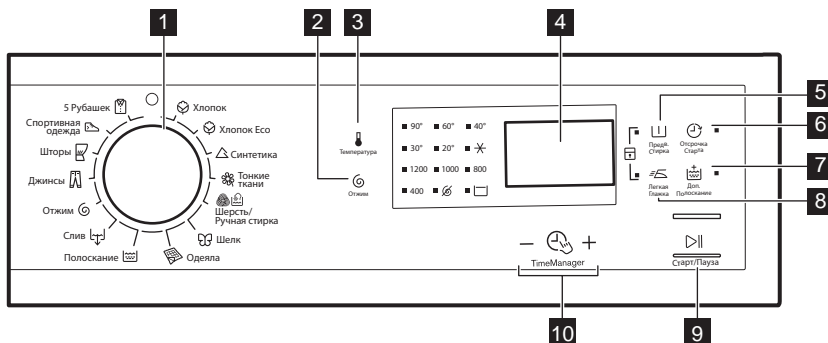 1
2
3
4
5
6
7
8
9
10
5 Рубашек
Спортивная
одежда
Шторы
Джинсы
Отжим
Слив
Полоскание
Хлопок
Хлопок Eco
Синтетика
Тонкие
ткани
Шерсть/
Ручная стирка
Шелк
Одеяла
Температура
Отжим
90° 60° 40°
30° 20°
1200 1000 800
400
Предв.
Стирка
Отсрочка
Старта
Легкая
Глажка
Доп.
Полоскание
− +
TimeManager
Старт/Пауза